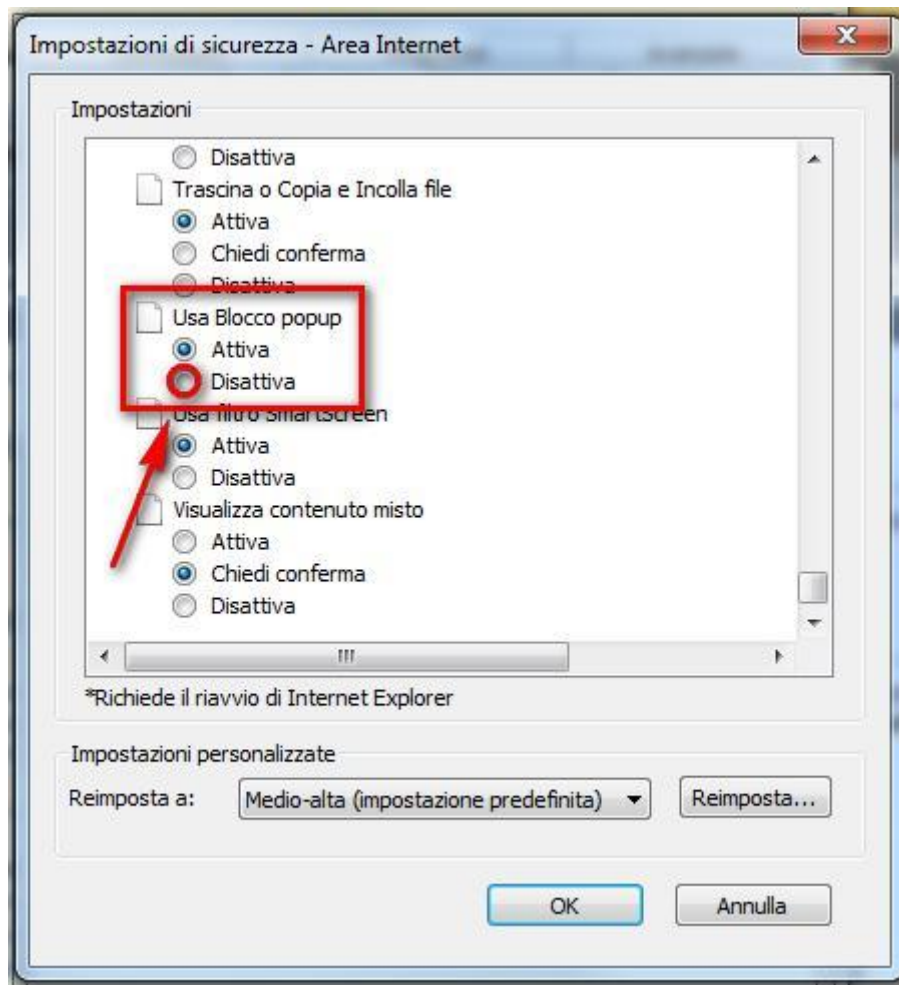 Impostazioni di sicurezza - Area Internet
Impostazioni
Disattiva
Trascina o Copia e Incolla file
Attiva
Chiedi conferma
Disattiva
Usa Blocco popup
Attiva
Disattiva
Usa filtro SmartScreen
Attiva
Disattiva
Visualizza contenuto misto
Attiva
Chiedi conferma
Disattiva
*Richiede il riavvio di Internet Explorer
Impostazioni personalizzate
Reimposta a: Medio-alta (impostazione predefinita) Reimposta...
OK Annulla